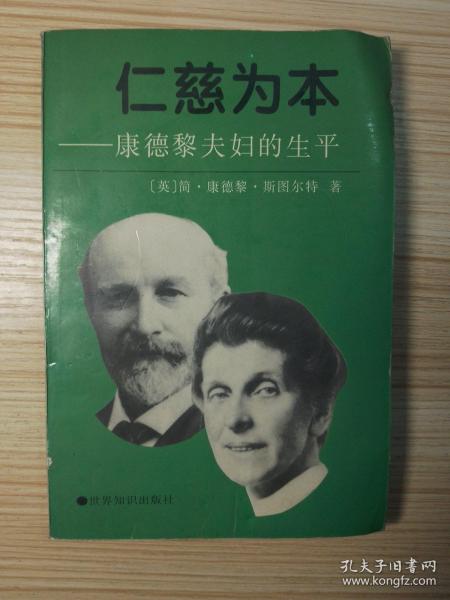 仁慈为本
——康德黎夫妇的生平
〔英〕简·康德黎·斯图尔特 著
世界知识出版社
孔夫子旧书网
www.kongfz.com